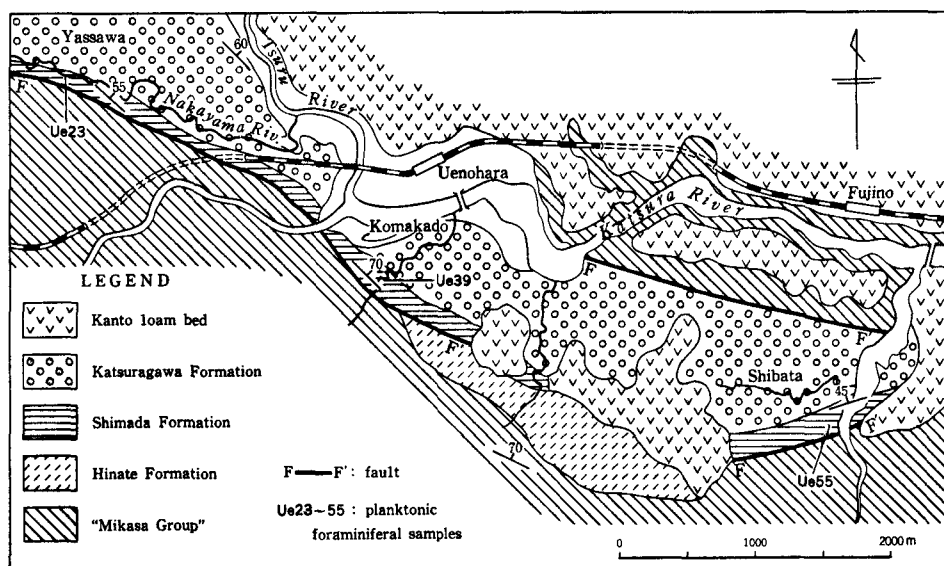 Yassawa
60
Tsuru
River
F
55
Nakayama Riv.
Ue23
Uenohara
Fujino
Katsura River
Komakado
F
70
Ue39
F'
F
Shibata
45
F
F
Ue55
70
LEGEND
Kanto loam bed
Katsuragawa Formation
Shimada Formation
Hinate Formation
"Mikasa Group"
F F' : fault
Ue23~55 : planktonic
foraminiferal samples
0 1000 2000 m